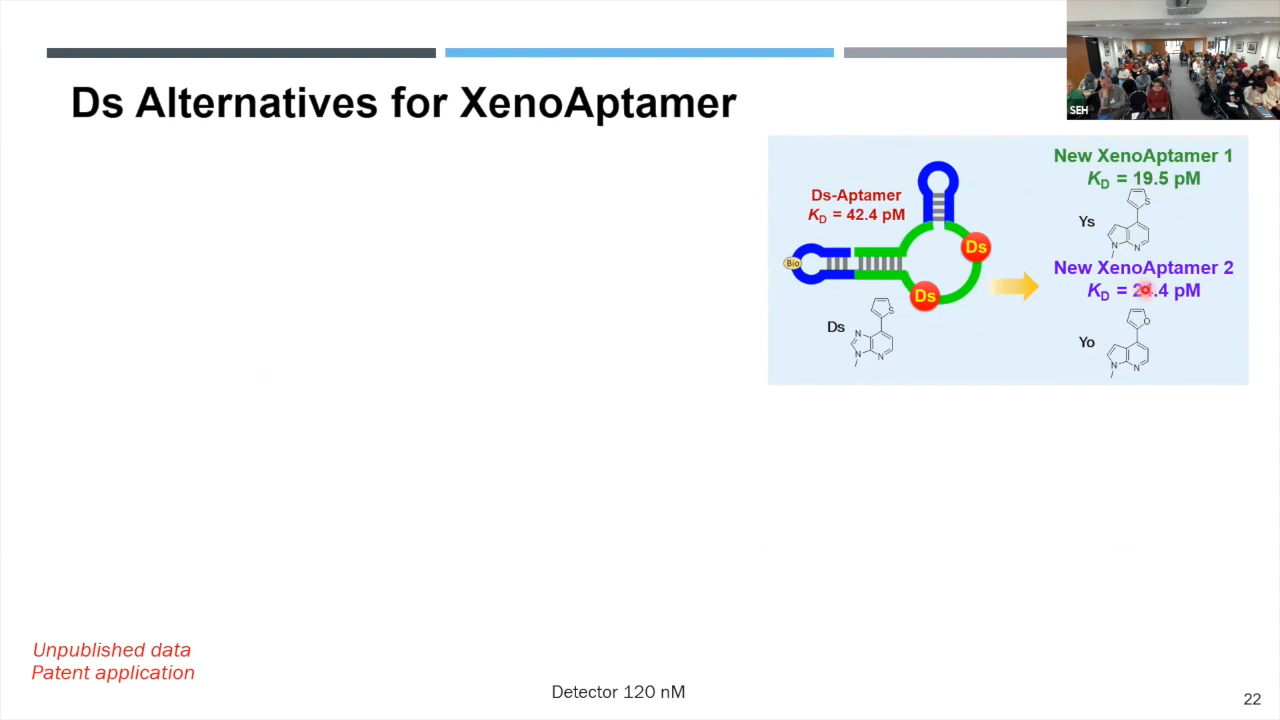 SEH
Ds Alternatives for XenoAptamer
Ds-Aptamer
KD = 42.4 pM
Bio
Ds
Ds
Ds
N
N
N
S
New XenoAptamer 1
KD = 19.5 pM
Ys
S
N
N
New XenoAptamer 2
KD = .4 pM
Yo
O
N
N
Unpublished data
Patent application
Detector 120 nM
22